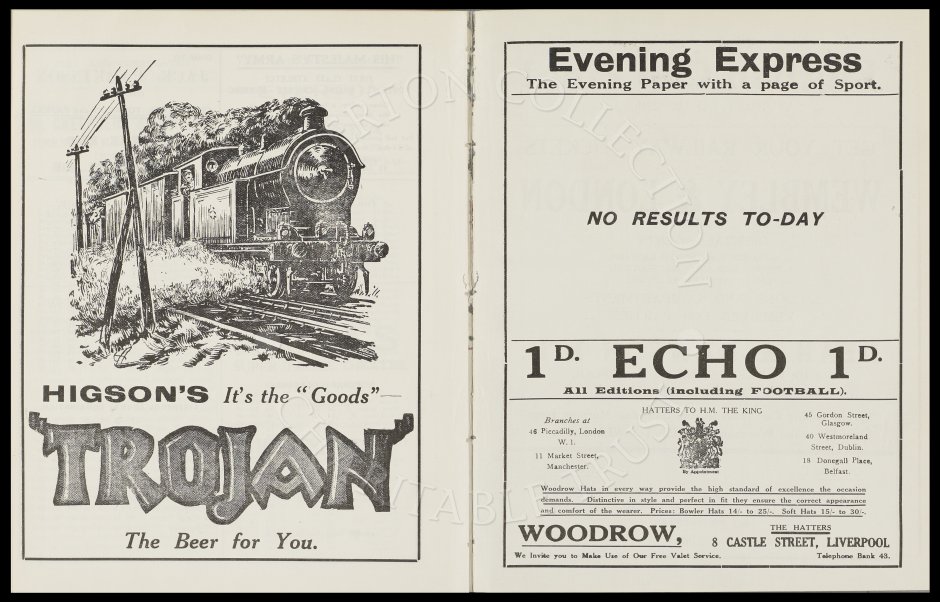 HIGSON'S It's the "Goods"—
TROJAN
The Beer for You.
Evening Express
The Evening Paper with a page of Sport.
NO RESULTS TO-DAY
1D. ECHO 1D.
All Editions (including FOOTBALL).
HATTERS TO H.M. THE KING
Branches at
46 Piccadilly, London
W. 1.
11 Market Street,
Manchester.
By Appointment
45 Gordon Street,
Glasgow.
40 Westmoreland
Street, Dublin.
18 Donegall Place,
Belfast.
Woodrow Hats in every way provide the high standard of excellence the occasion
demands. Distinctive in style and perfect in fit they ensure the correct appearance
and comfort of the wearer. Prices: Bowler Hats 14/- to 25/-. Soft Hats 15/- to 30/-.
WOODROW, THE HATTERS
8 CASTLE STREET, LIVERPOOL
We Invite you to Make Use of Our Free Valet Service. Telephone Bank 43.